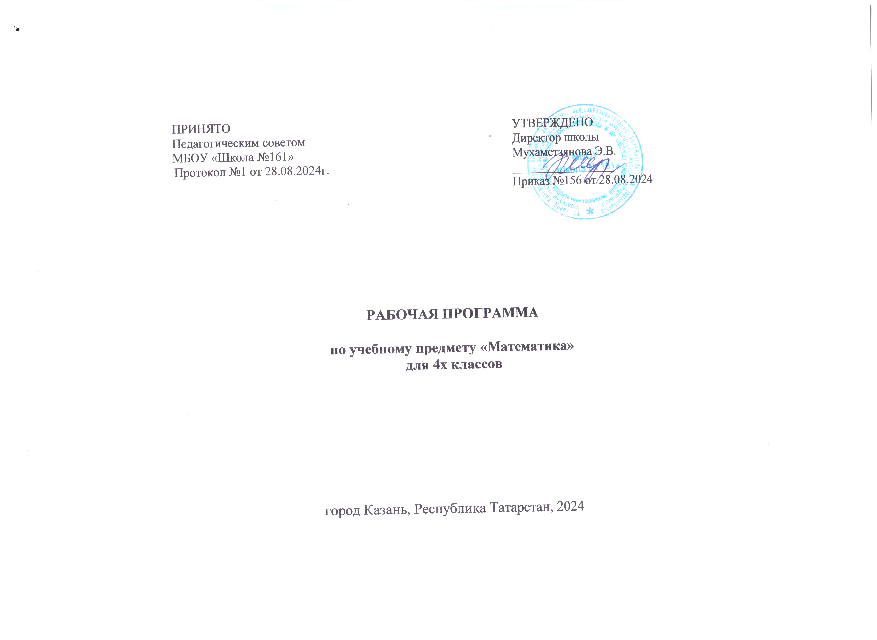 ПРИНЯТО
Педагогическим советом
МБОУ «Школа №161»
Протокол №1 от 28.08.2024г.
УТВЕРЖДЕНО
Директор школы
Мухаметзянова Э.В.
Приказ №156 от 28.08.2024
РАБОЧАЯ ПРОГРАММА
по учебному предмету «Математика»
для 4х классов
город Казань, Республика Татарстан, 2024